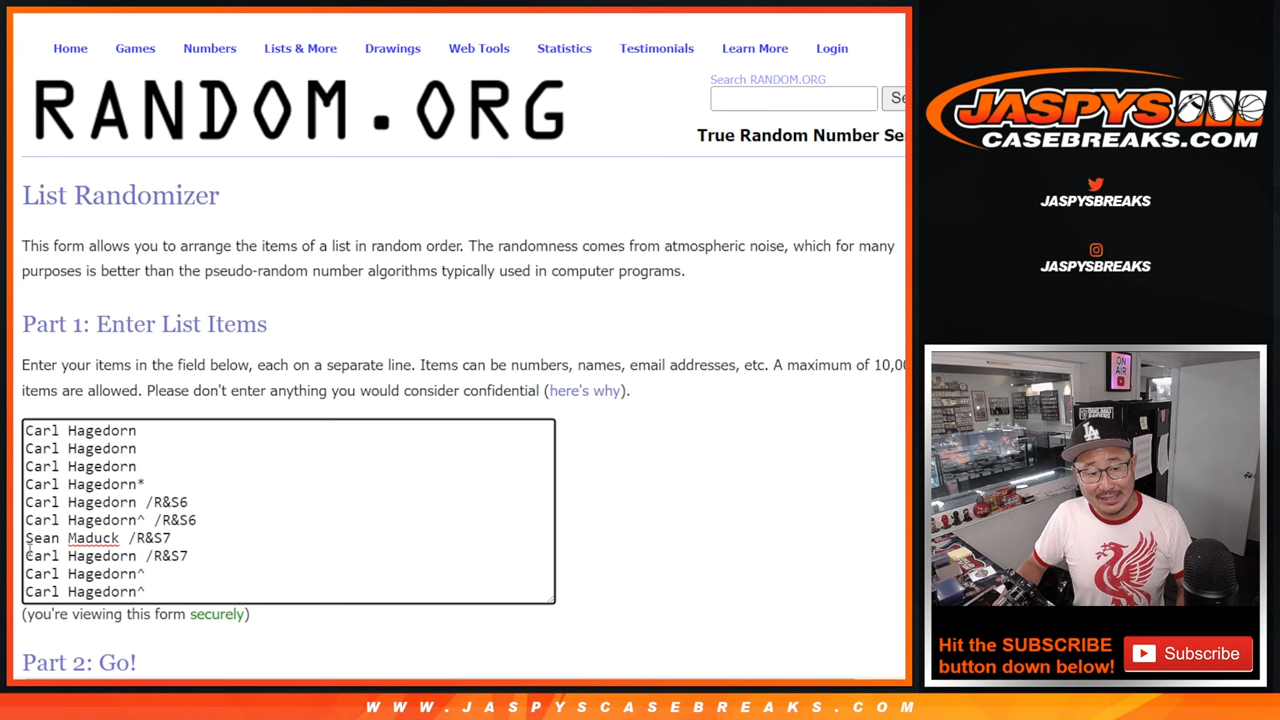 Home Games Numbers Lists & More Drawings Web Tools Statistics Testimonials Learn More Login
RANDOM.ORG
Search RANDOM.ORG
True Random Number Se
List Randomizer
This form allows you to arrange the items of a list in random order. The randomness comes from atmospheric noise, which for many
purposes is better than the pseudo-random number algorithms typically used in computer programs.
Part 1: Enter List Items
Enter your items in the field below, each on a separate line. Items can be numbers, names, email addresses, etc. A maximum of 10,00
items are allowed. Please don't enter anything you would consider confidential (here's why).
Carl Hagedorn
Carl Hagedorn
Carl Hagedorn
Carl Hagedorn*
Carl Hagedorn /R&S6
Carl Hagedorn^ /R&S6
Sean Maduck /R&S7
Carl Hagedorn /R&S7
Carl Hagedorn^
Carl Hagedorn^
(you're viewing this form securely)
Part 2: Go!
JASPYS
CASEBREAKS.COM
JASPYSBREAKS
JASPYSBREAKS
ON
AIR
LA
Hit the SUBSCRIBE
button down below!
Subscribe
WWW.JASPYSCASEBREAKS.COM